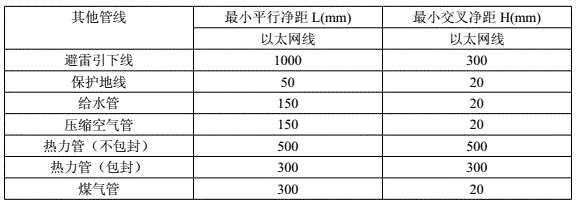 其他管线 最小平行净距 L(mm) 最小交叉净距 H(mm)
以太网线 以太网线
避雷引下线 1000 300
保护地线 50 20
给水管 150 20
压缩空气管 150 20
热力管（不包封） 500 500
热力管（包封） 300 300
煤气管 300 20